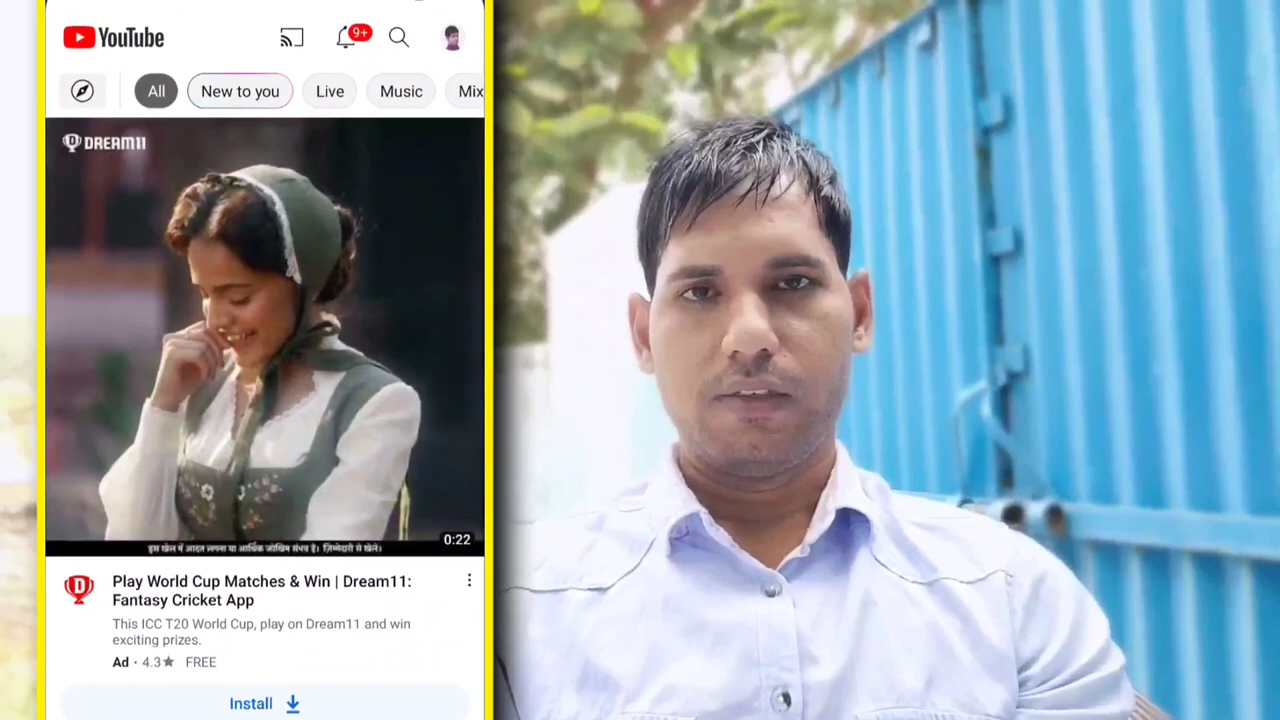 YouTube
9+
All
New to you
Live
Music
Mix
DREAM11
0:22
इस खेल में आदत लगना या आर्थिक जोखिम संभव है। ज़िम्मेदारी से खेलें।
D
Play World Cup Matches & Win | Dream11:
Fantasy Cricket App
This ICC T20 World Cup, play on Dream11 and win
exciting prizes.
Ad · 4.3★ FREE
Install